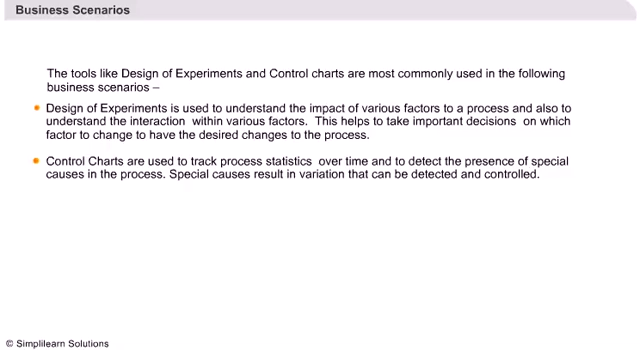 Business Scenarios
The tools like Design of Experiments and Control charts are most commonly used in the following
business scenarios –
Design of Experiments is used to understand the impact of various factors to a process and also to
understand the interaction within various factors. This helps to take important decisions on which
factor to change to have the desired changes to the process.
Control Charts are used to track process statistics over time and to detect the presence of special
causes in the process. Special causes result in variation that can be detected and controlled.
© Simplilearn Solutions